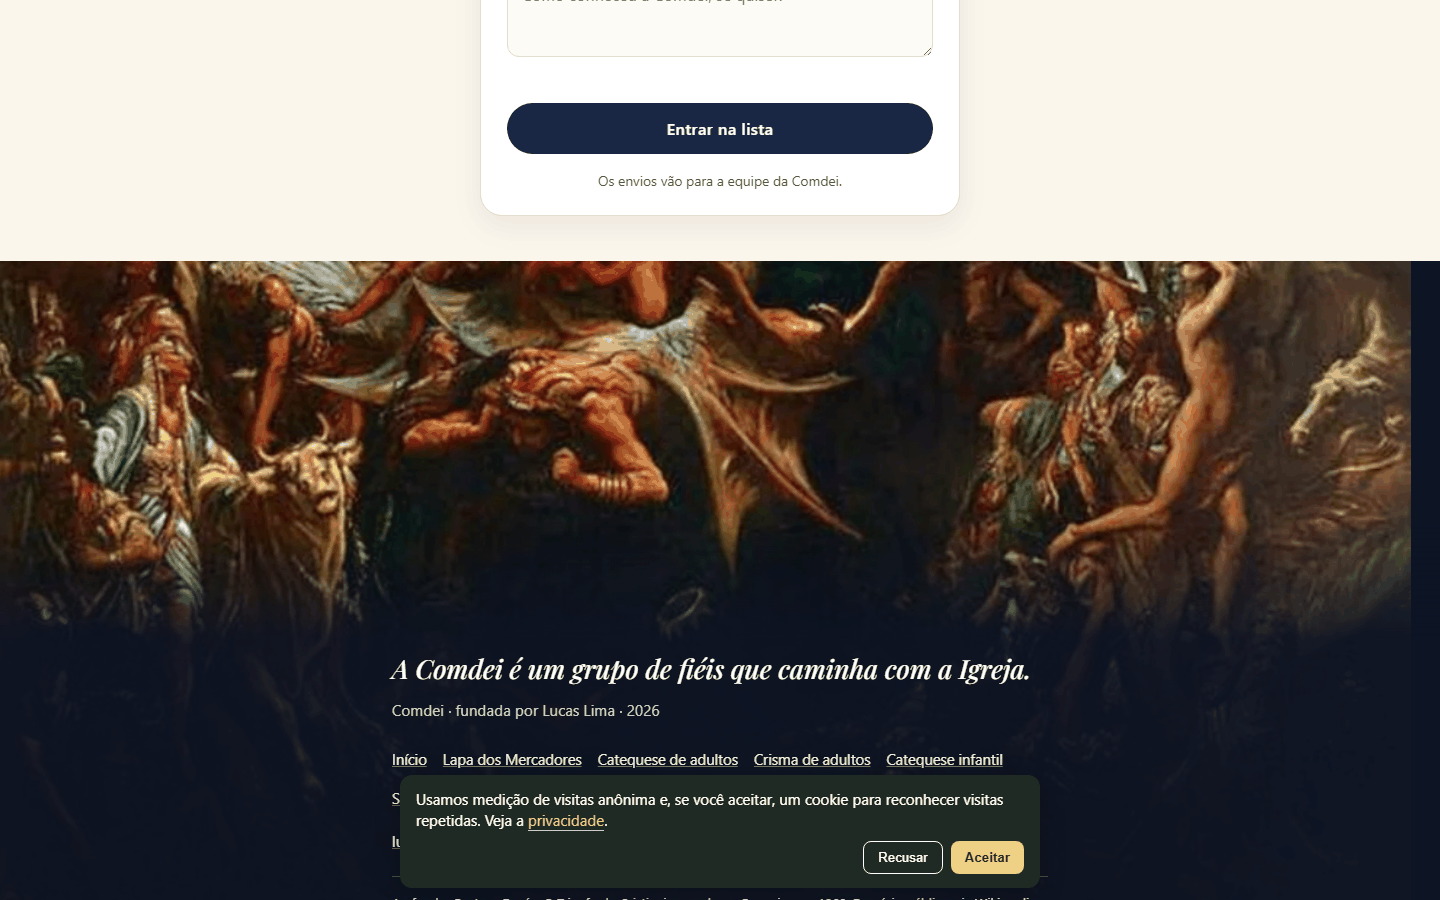 Entrar na lista
Os envios vão para a equipe da Comdei.
A Comdei é um grupo de fiéis que caminha com a Igreja.
Comdei · fundada por Lucas Lima · 2026
Início Lapa dos Mercadores Catequese de adultos Crisma de adultos Catequese infantil
Usamos medição de visitas anônima e, se você aceitar, um cookie para reconhecer visitas
repetidas. Veja a privacidade.
Recusar Aceitar